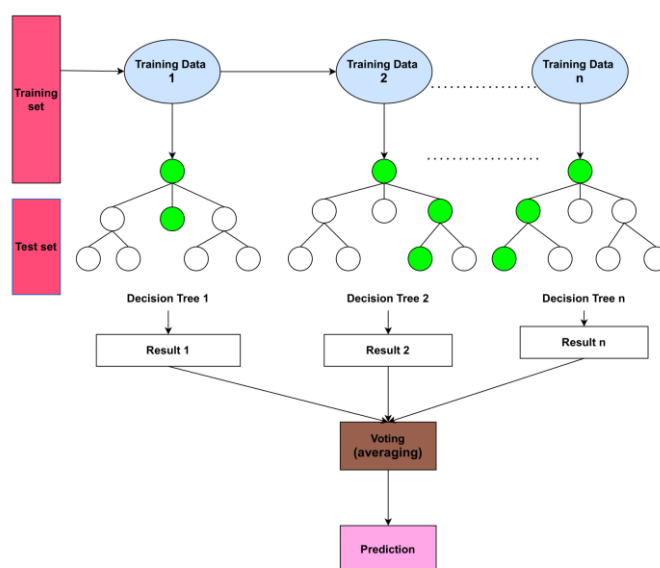 Training
set
Training Data
1
Training Data
2
Training Data
n
Test set
Decision Tree 1
Decision Tree 2
Decision Tree n
Result 1
Result 2
Result n
Voting
(averaging)
Prediction